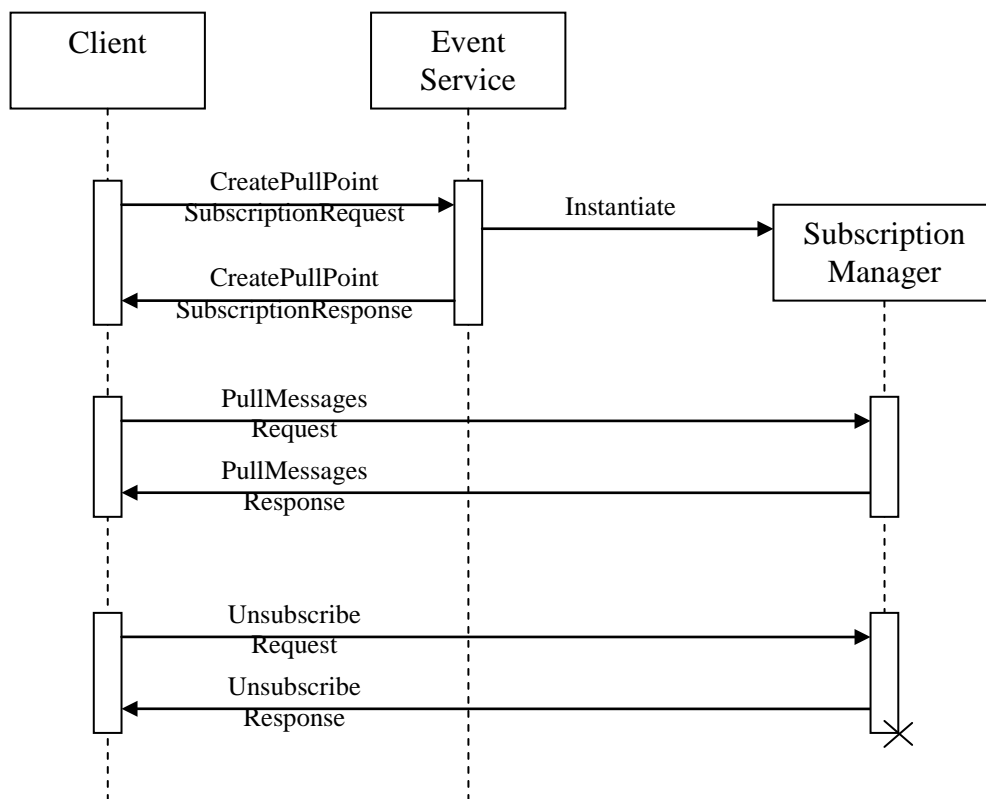 Client
Event
Service
CreatePullPoint
SubscriptionRequest
Instantiate
Subscription
Manager
CreatePullPoint
SubscriptionResponse
PullMessages
Request
PullMessages
Response
Unsubscribe
Request
Unsubscribe
Response